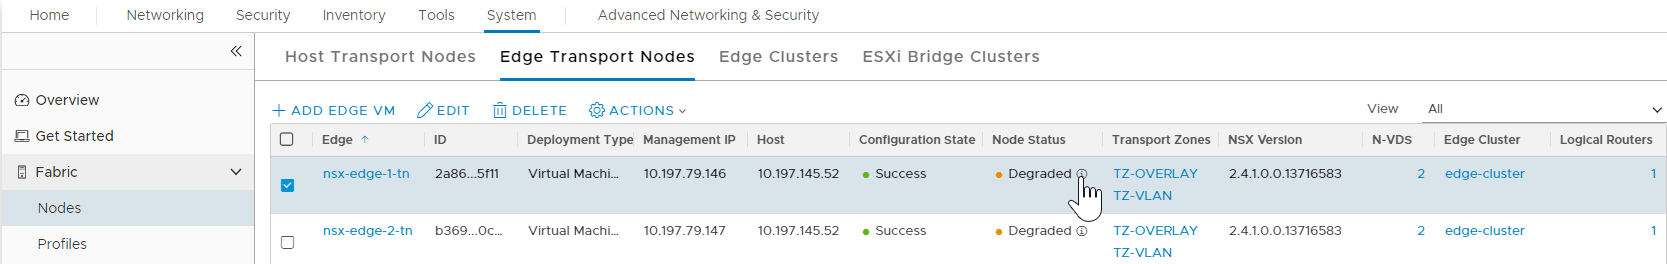 Home Networking Security Inventory Tools System Advanced Networking & Security
Host Transport Nodes Edge Transport Nodes Edge Clusters ESXi Bridge Clusters
Overview
Get Started
Fabric
Nodes
Profiles
+ ADD EDGE VM EDIT DELETE ACTIONS View All
Edge ID Deployment Type Management IP Host Configuration State Node Status Transport Zones NSX Version N-VDS Edge Cluster Logical Routers
nsx-edge-1-tn 2a86...5f11 Virtual Machi... 10.197.79.146 10.197.145.52 Success Degraded TZ-OVERLAY 2.4.1.0.0.13716583 2 edge-cluster 1
TZ-VLAN
nsx-edge-2-tn b369...0c... Virtual Machi... 10.197.79.147 10.197.145.52 Success Degraded TZ-OVERLAY 2.4.1.0.0.13716583 2 edge-cluster 1
TZ-VLAN